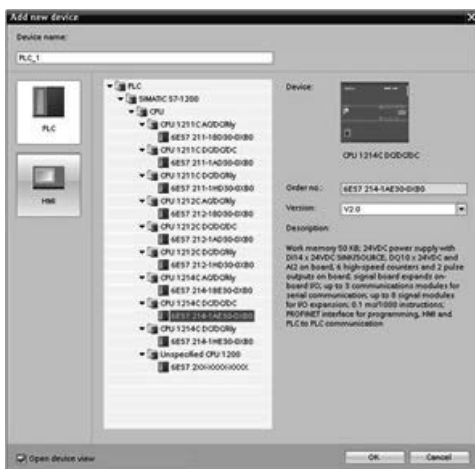 Add new device
Device name:
PLC_1
PLC
HMI
PLC
SIMATIC S7-1200
CPU
CPU 1211C AC/DC/Rly
6ES7 211-1BD30-0XB0
CPU 1211C DC/DC/DC
6ES7 211-1AD30-0XB0
CPU 1211C DC/DC/Rly
6ES7 211-1HD30-0XB0
CPU 1212C AC/DC/Rly
6ES7 212-1BD30-0XB0
CPU 1212C DC/DC/DC
6ES7 212-1AD30-0XB0
CPU 1212C DC/DC/Rly
6ES7 212-1HD30-0XB0
CPU 1214C AC/DC/Rly
6ES7 214-1BE30-0XB0
CPU 1214C DC/DC/DC
6ES7 214-1AE30-0XB0
CPU 1214C DC/DC/Rly
6ES7 214-1HE30-0XB0
Unspecified CPU 1200
6ES7 2XX-XXXXX-XXXX
Device:
CPU 1214C DC/DC/DC
Order no.:
6ES7 214-1AE30-0XB0
Version:
V2.0
Description:
Work memory 50 KB; 24VDC power supply with
DI14 x 24VDC SINK/SOURCE, DQ10 x 24VDC and
AI2 on board; 6 high-speed counters and 2 pulse
outputs on board; signal board expands on-
board I/O; up to 3 communications modules for
serial communication; up to 8 signal modules
for I/O expansion; 0.1 ms/1000 instructions;
PROFINET interface for programming, HMI and
PLC to PLC communication
Open device view
OK
Cancel